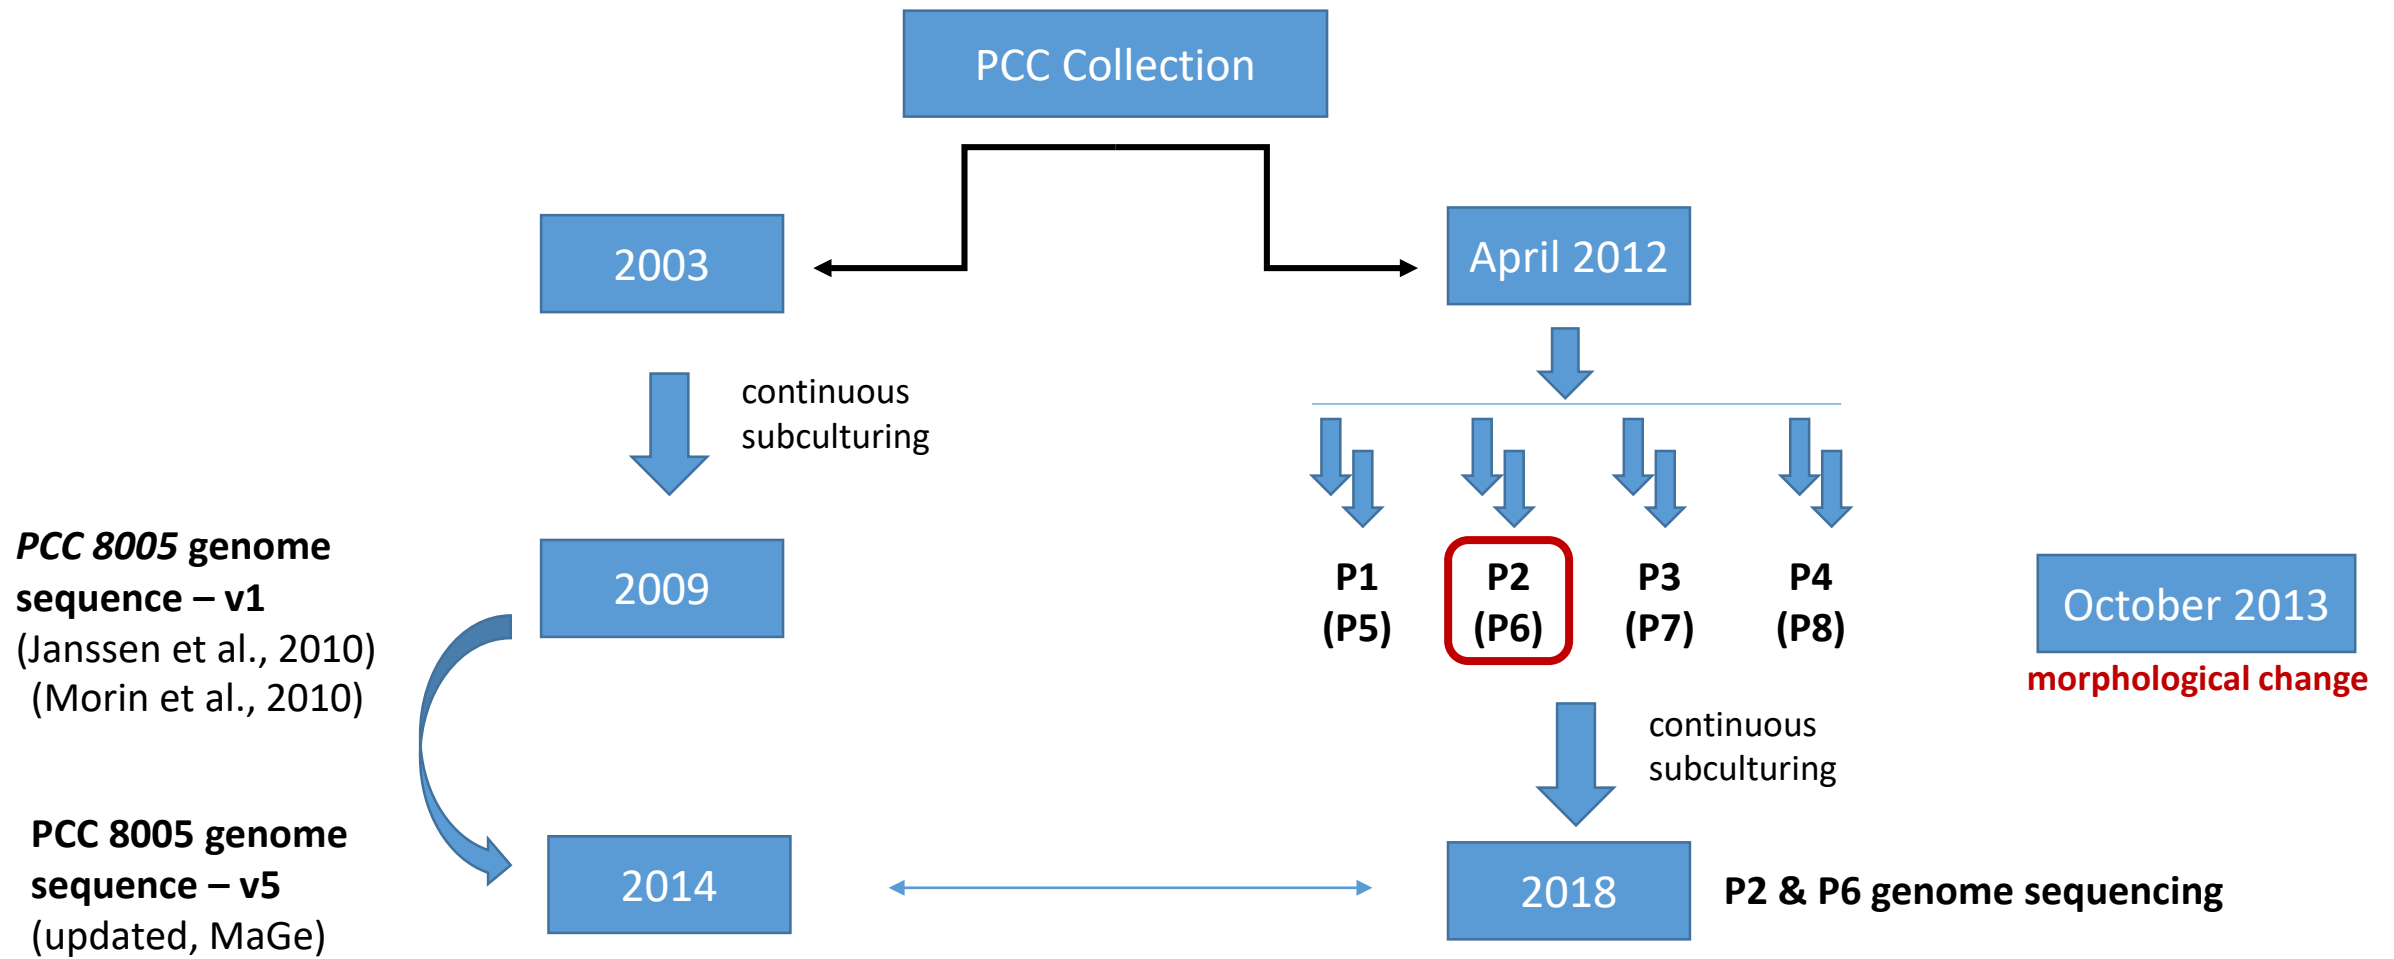 PCC Collection
2003
April 2012
continuous
subculturing
PCC 8005 genome
sequence – v1
(Janssen et al., 2010)
(Morin et al., 2010)
2009
P1
(P5)
P2
(P6)
P3
(P7)
P4
(P8)
October 2013
morphological change
continuous
subculturing
PCC 8005 genome
sequence – v5
(updated, MaGe)
2014
2018
P2 & P6 genome sequencing